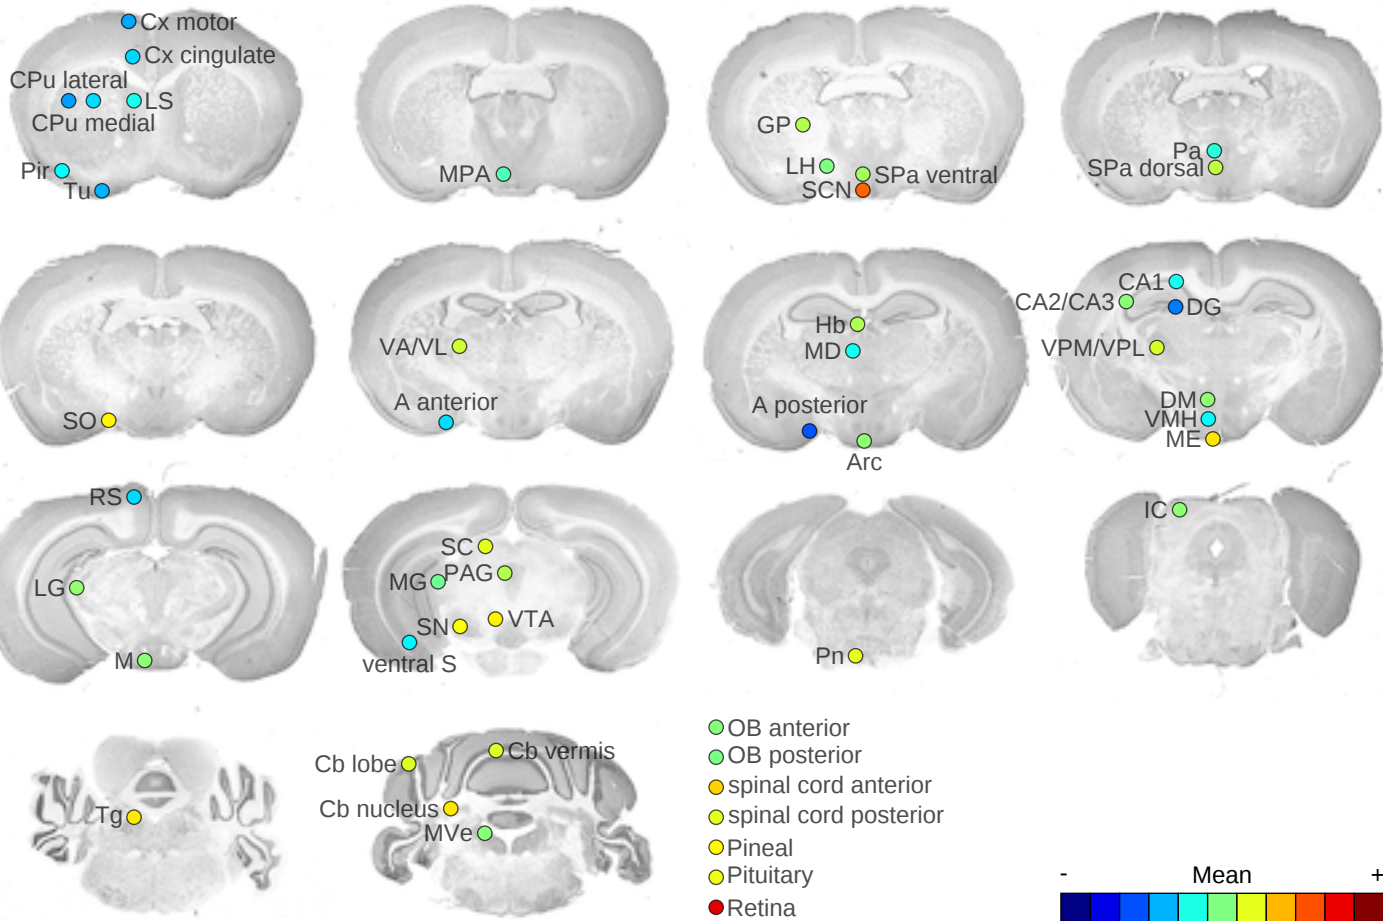 Cx motor
Cx cingulate
CPu lateral
LS
CPu medial
Pir
Tu
MPA
GP
LH
SPa ventral
SCN
Pa
SPa dorsal
SO
VA/VL
A anterior
Hb
MD
A posterior
Arc
CA1
CA2/CA3
DG
VPM/VPL
DM
VMH
ME
RS
LG
M
SC
MG
PAG
SN
VTA
ventral S
Pn
IC
Tg
Cb lobe
Cb vermis
Cb nucleus
MVe
OB anterior
OB posterior
spinal cord anterior
spinal cord posterior
Pineal
Pituitary
Retina
- Mean +